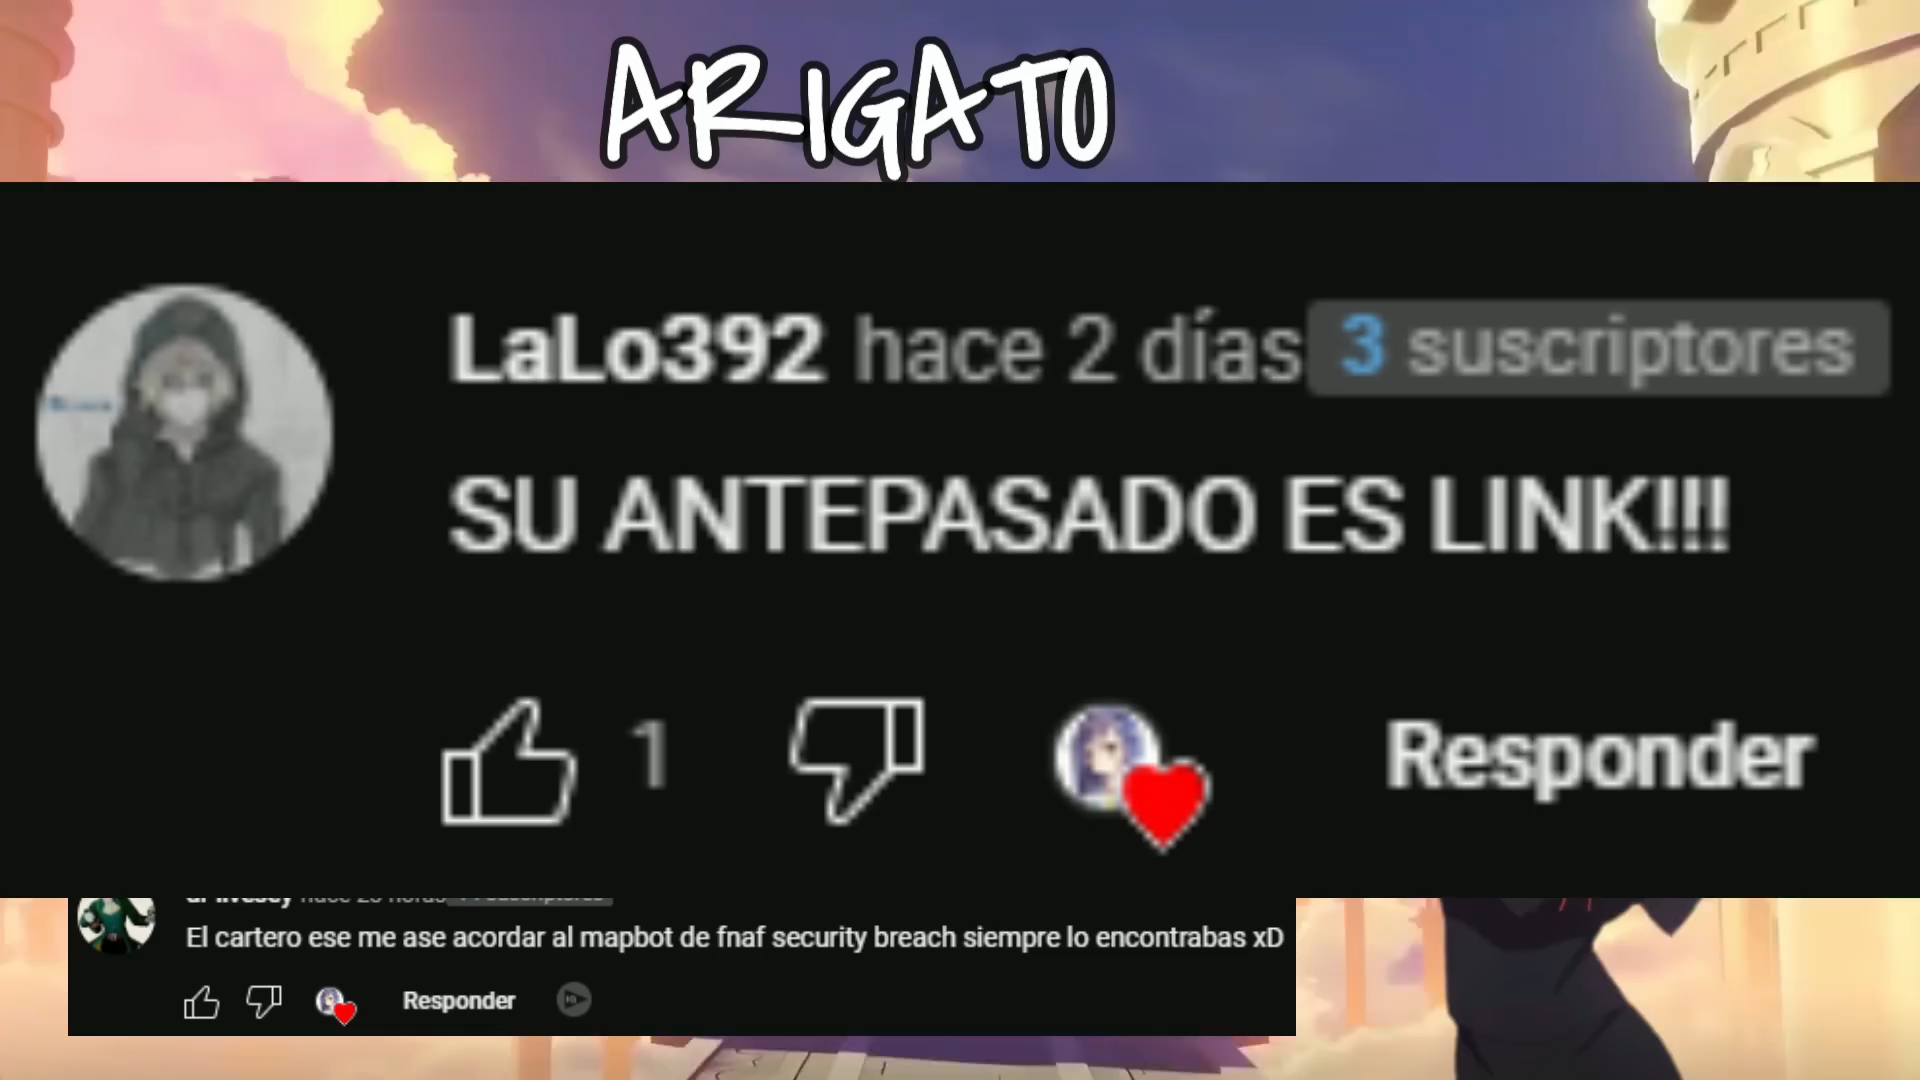 ARIGATO
LaLo392 hace 2 días 3 suscriptores
SU ANTEPASADO ES LINK!!!
1 Responder
El cartero ese me ase acordar al mapbot de fnaf security breach siempre lo encontrabas xD
Responder